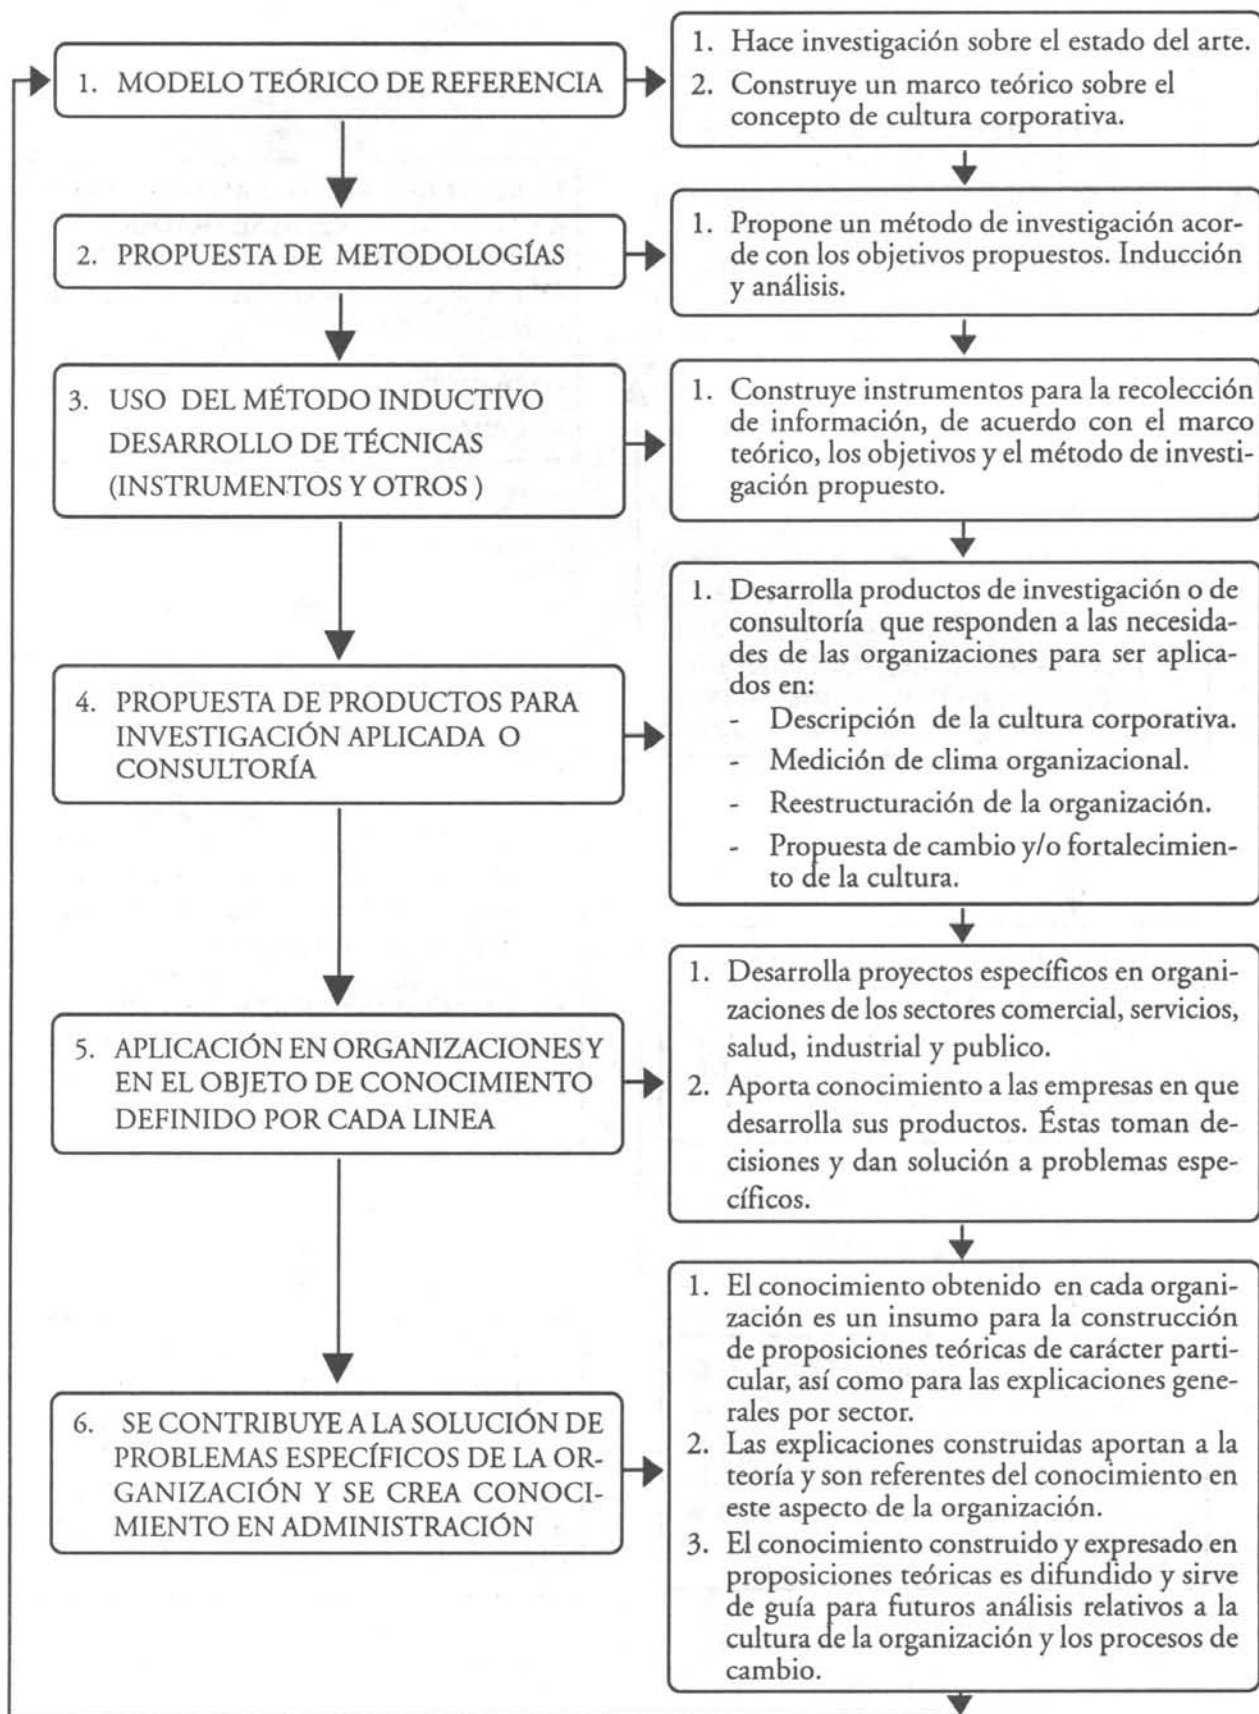 1. MODELO TEÓRICO DE REFERENCIA
1. Hace investigación sobre el estado del arte.
2. Construye un marco teórico sobre el
concepto de cultura corporativa.
2. PROPUESTA DE METODOLOGÍAS
1. Propone un método de investigación acor-
de con los objetivos propuestos. Inducción
y análisis.
3. USO DEL MÉTODO INDUCTIVO
DESARROLLO DE TÉCNICAS
(INSTRUMENTOS Y OTROS )
1. Construye instrumentos para la recolección
de información, de acuerdo con el marco
teórico, los objetivos y el método de investi-
gación propuesto.
4. PROPUESTA DE PRODUCTOS PARA
INVESTIGACIÓN APLICADA O
CONSULTORÍA
1. Desarrolla productos de investigación o de
consultoría que responden a las necesida-
des de las organizaciones para ser aplica-
dos en:
- Descripción de la cultura corporativa.
- Medición de clima organizacional.
- Reestructuración de la organización.
- Propuesta de cambio y/o fortalecimien-
to de la cultura.
5. APLICACIÓN EN ORGANIZACIONES Y
EN EL OBJETO DE CONOCIMIENTO
DEFINIDO POR CADA LINEA
1. Desarrolla proyectos específicos en organi-
zaciones de los sectores comercial, servicios,
salud, industrial y publico.
2. Aporta conocimiento a las empresas en que
desarrolla sus productos. Éstas toman de-
cisiones y dan solución a problemas espe-
cíficos.
6. SE CONTRIBUYE A LA SOLUCIÓN DE
PROBLEMAS ESPECÍFICOS DE LA OR-
GANIZACIÓN Y SE CREA CONOCI-
MIENTO EN ADMINISTRACIÓN
1. El conocimiento obtenido en cada organi-
zación es un insumo para la construcción
de proposiciones teóricas de carácter parti-
cular, así como para las explicaciones gene-
rales por sector.
2. Las explicaciones construidas aportan a la
teoría y son referentes del conocimiento en
este aspecto de la organización.
3. El conocimiento construido y expresado en
proposiciones teóricas es difundido y sirve
de guía para futuros análisis relativos a la
cultura de la organización y los procesos de
cambio.